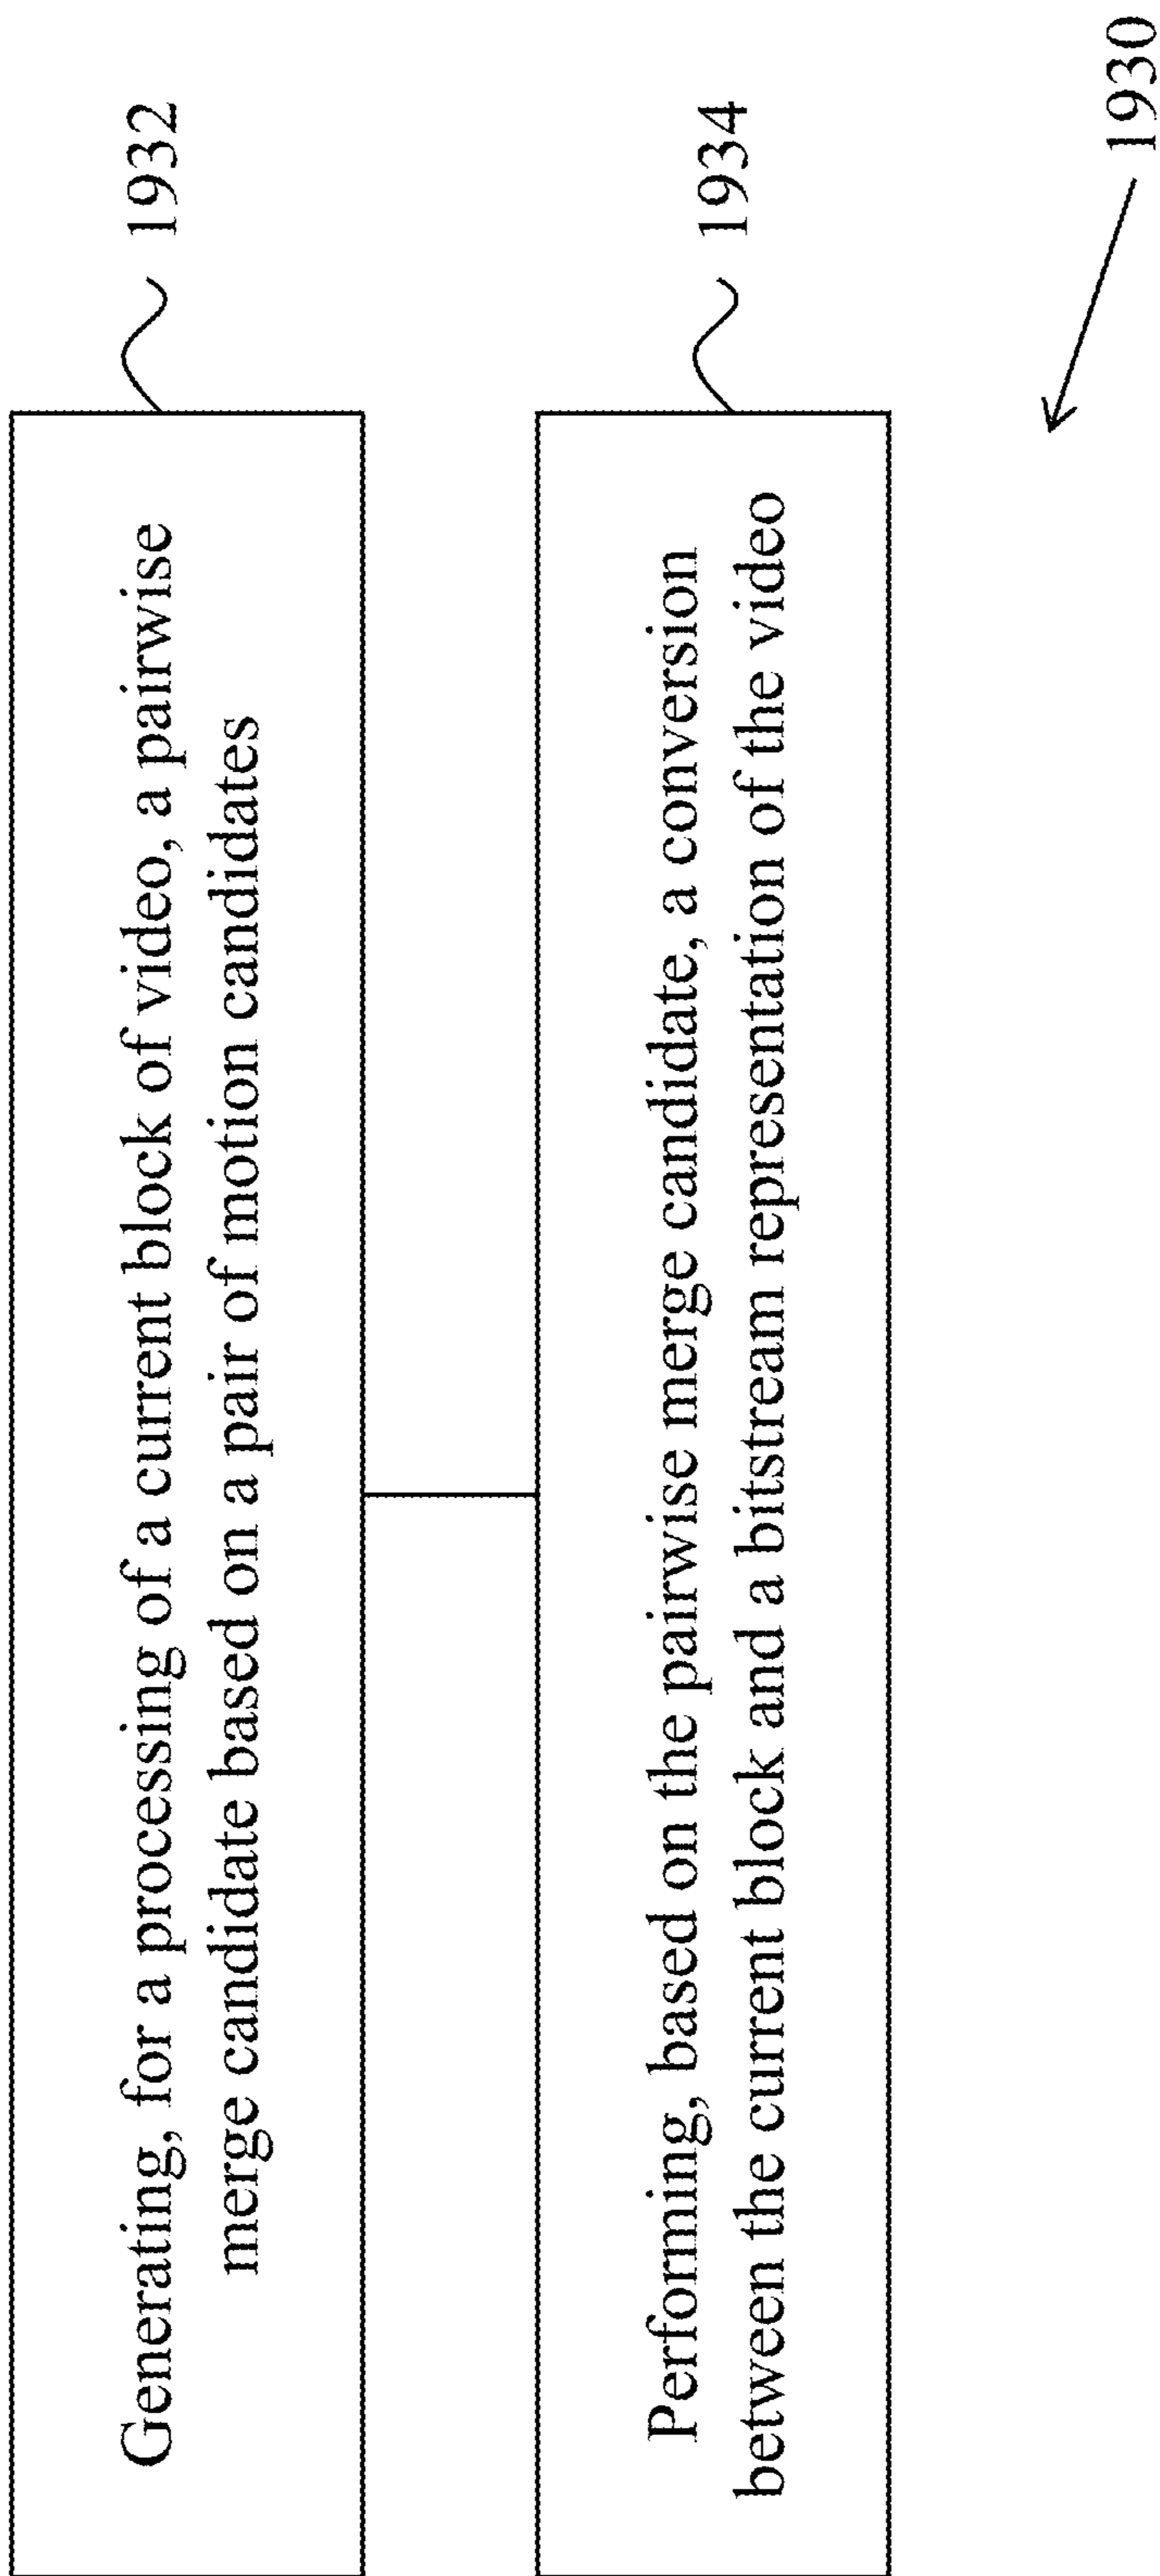 Generating, for a processing of a current block of video, a pairwise
merge candidate based on a pair of motion candidates
1932
Performing, based on the pairwise merge candidate, a conversion
between the current block and a bitstream representation of the video
1934
1930